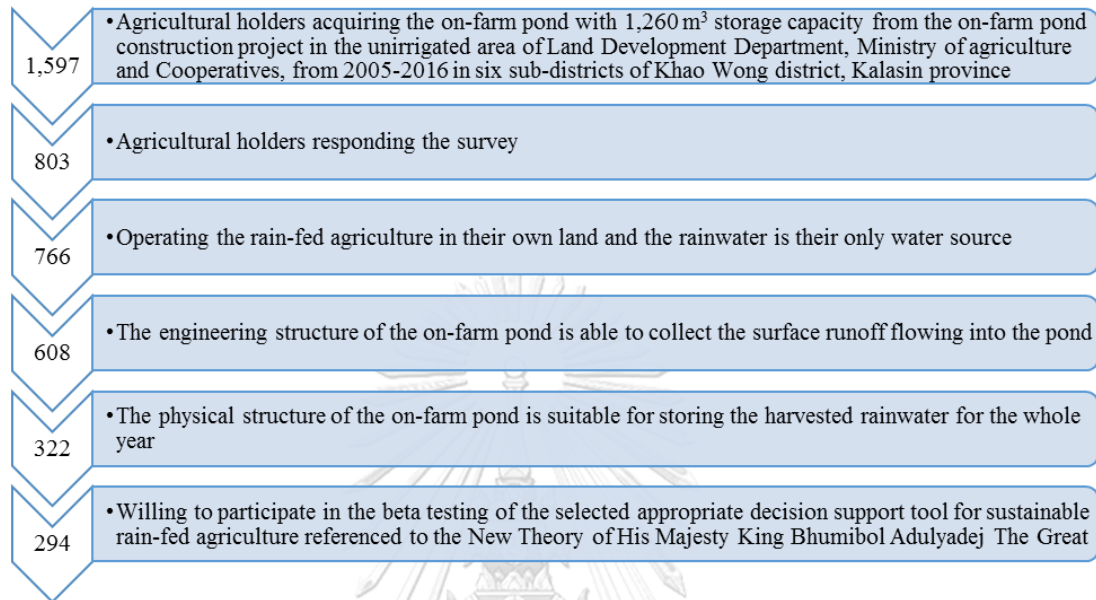 1,597
•Agricultural holders acquiring the on-farm pond with 1,260 m³ storage capacity from the on-farm pond
construction project in the unirrigated area of Land Development Department, Ministry of agriculture
and Cooperatives, from 2005-2016 in six sub-districts of Khao Wong district, Kalasin province
803
•Agricultural holders responding the survey
766
•Operating the rain-fed agriculture in their own land and the rainwater is their only water source
608
•The engineering structure of the on-farm pond is able to collect the surface runoff flowing into the pond
322
•The physical structure of the on-farm pond is suitable for storing the harvested rainwater for the whole
year
294
•Willing to participate in the beta testing of the selected appropriate decision support tool for sustainable
rain-fed agriculture referenced to the New Theory of His Majesty King Bhumibol Adulyadej The Great